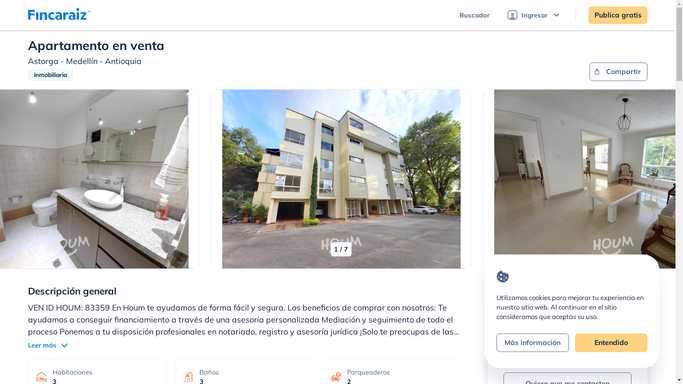 Fincaraiz
Buscador
Ingresar
Publica gratis
Apartamento en venta
Astorga - Medellín - Antioquia
Inmobiliaria
Compartir
HOUM
HOUM
HOUM
1 / 7
Descripción general
VEN ID HOUM: 83359 En Houm te ayudamos de forma fácil y segura. Los beneficios de comprar con nosotros: Te
ayudamos a conseguir financiamiento a través de una asesoría personalizada Mediación y seguimiento de todo el
proceso Ponemos a tu disposición profesionales en notariado, registro y asesoría jurídica ¡Solo te preocupas de las...
Leer más
Habitaciones
3
Baños
3
Parqueaderos
2
Utilizamos cookies para mejorar tu experiencia en
nuestro sitio web. Al continuar en el sitio
consideramos que aceptas su uso.
Más información
Entendido
Quiero que me contacten